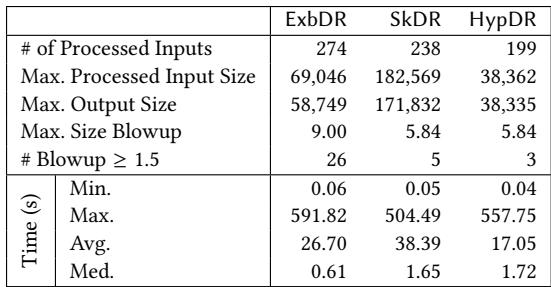 ExbDR SkDR HypDR
# of Processed Inputs 274 238 199
Max. Processed Input Size 69,046 182,569 38,362
Max. Output Size 58,749 171,832 38,335
Max. Size Blowup 9.00 5.84 5.84
# Blowup ≥ 1.5 26 5 3
Time (s)
Min. 0.06 0.05 0.04
Max. 591.82 504.49 557.75
Avg. 26.70 38.39 17.05
Med. 0.61 1.65 1.72